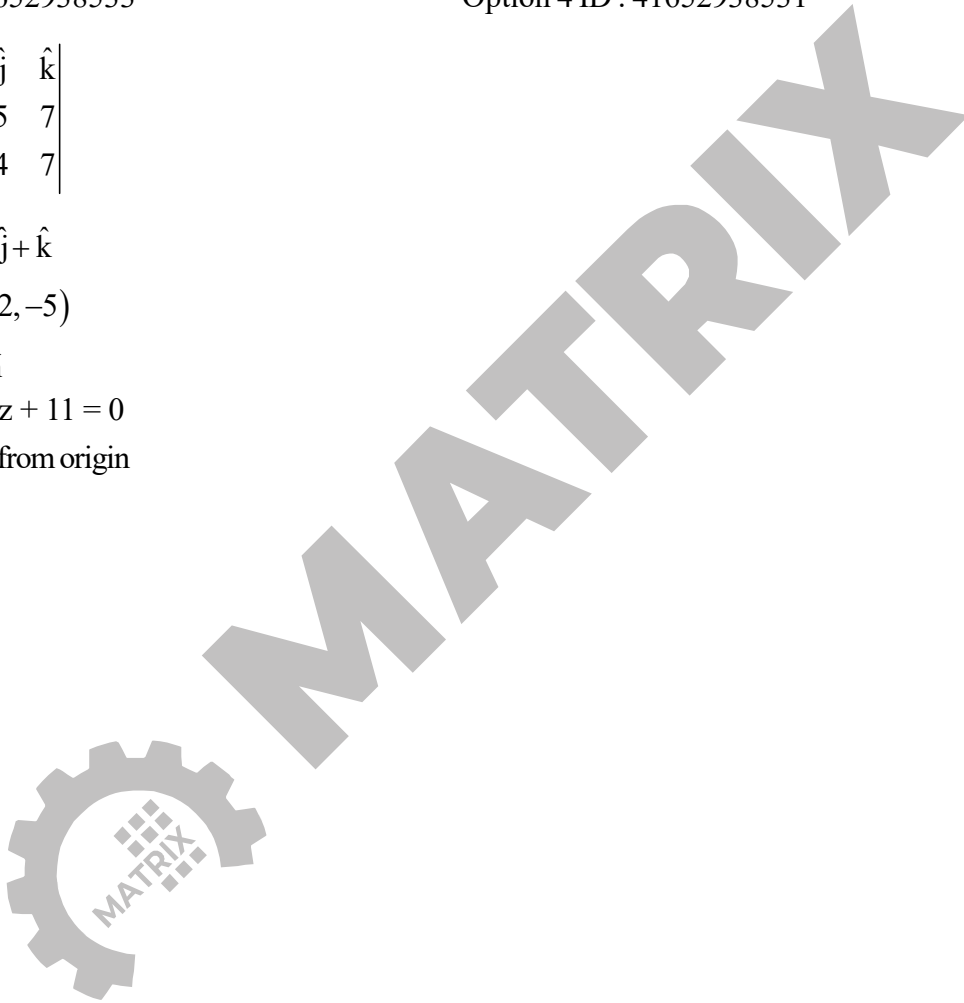 Option 4 ID : 41652938531
ĵ k̂
5 7
4 7
ĵ + k̂
2, –5)
z + 11 = 0
from origin
MATRIX
MATRIX